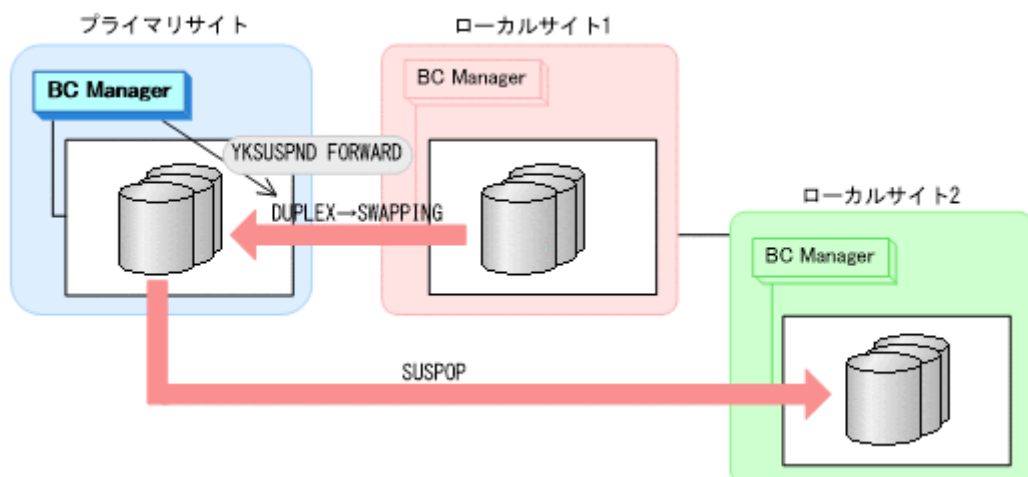 プライマリサイト
ローカルサイト1
BC Manager
BC Manager
YKSUSPND FORWARD
DUPLEX→SWAPPING
ローカルサイト2
BC Manager
SUSPOP